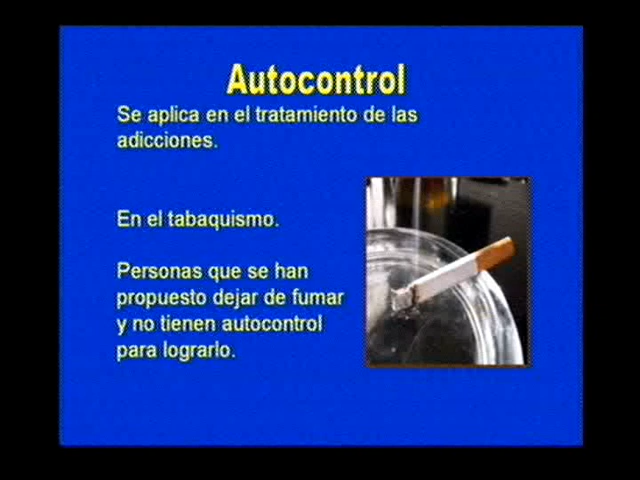 Autocontrol
Se aplica en el tratamiento de las
adicciones.
En el tabaquismo.
Personas que se han
propuesto dejar de fumar
y no tienen autocontrol
para lograrlo.